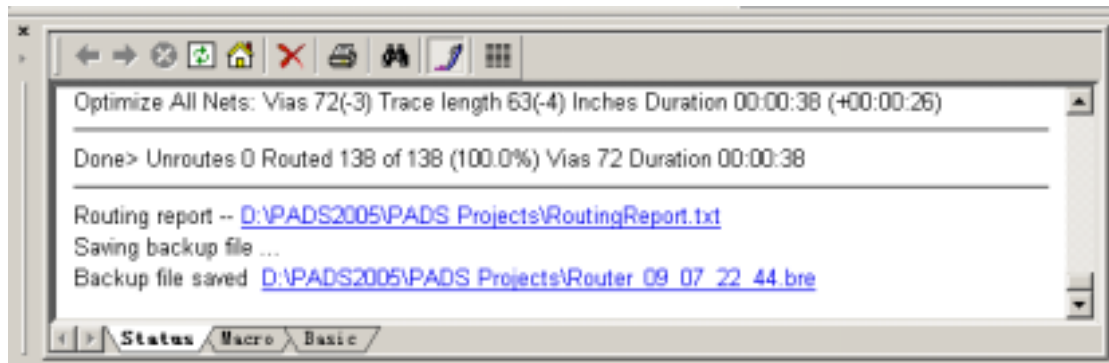 Optimize All Nets: Vias 72(-3) Trace length 63(-4) Inches Duration 00:00:38 (+00:00:26)
Done> Unroutes 0 Routed 138 of 138 (100.0%) Vias 72 Duration 00:00:38
Routing report -- D:\PADS2005\PADS Projects\RoutingReport.txt
Saving backup file ...
Backup file saved D:\PADS2005\PADS Projects\Router_09_07_22_44.bre
Status Macro Basic